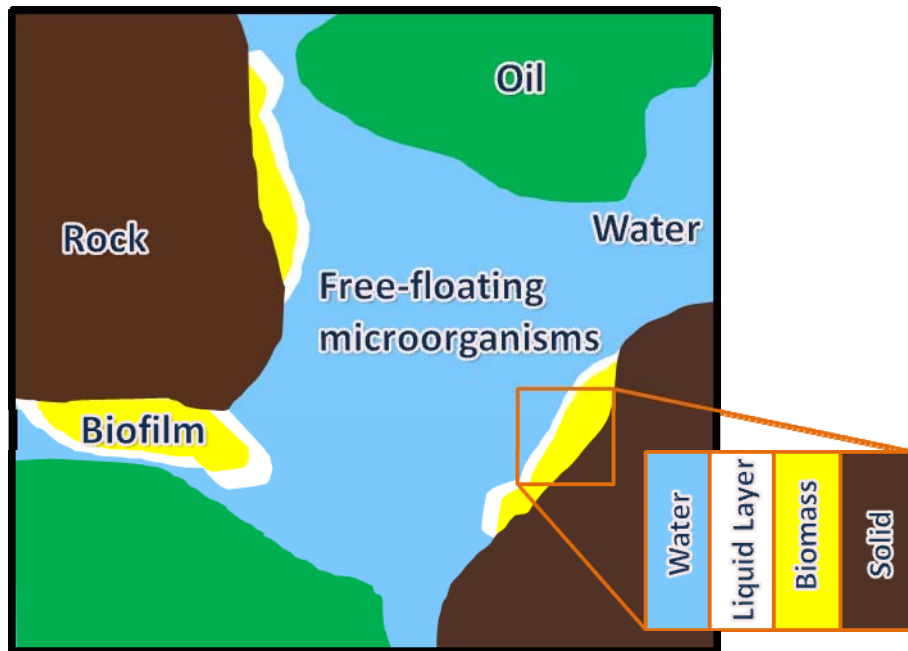 Oil
Water
Rock
Free-floating
microorganisms
Biofilm
Water
Liquid Layer
Biomass
Solid